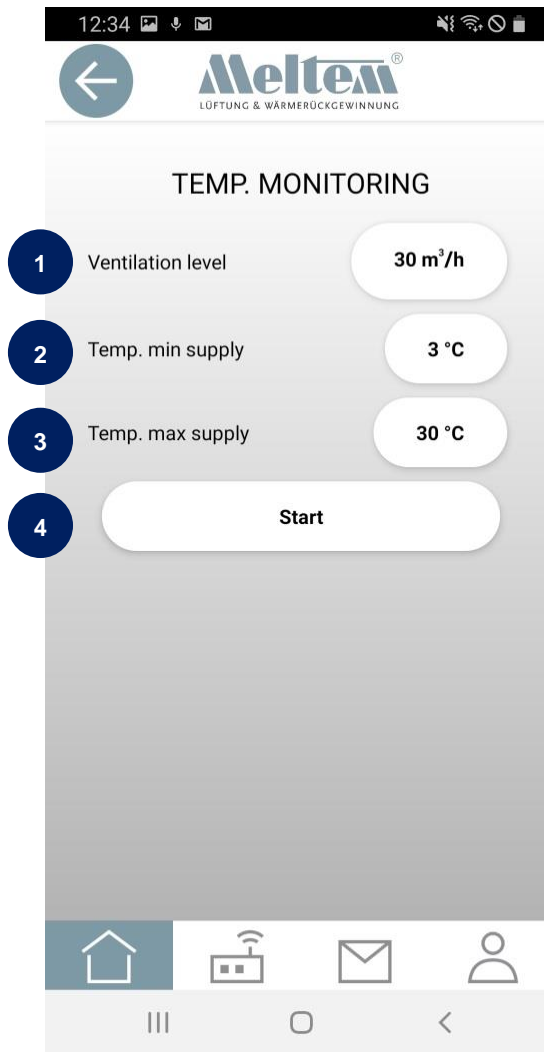 12:34
Meltem®
LÜFTUNG & WÄRMERÜCKGEWINNUNG
TEMP. MONITORING
1 Ventilation level 30 m³/h
2 Temp. min supply 3 °C
3 Temp. max supply 30 °C
4 Start